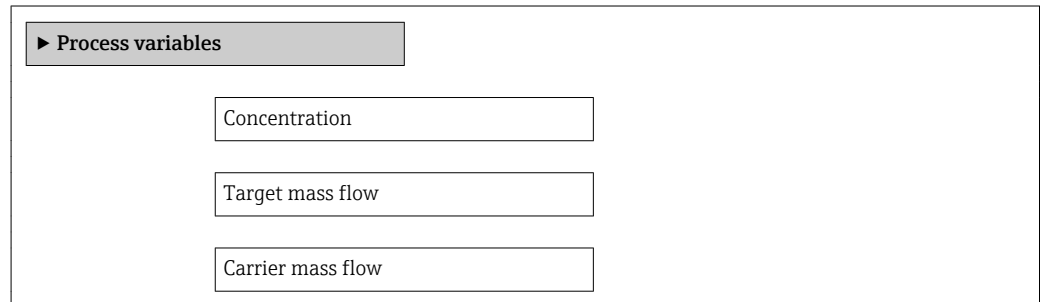 ▶ Process variables
Concentration
Target mass flow
Carrier mass flow